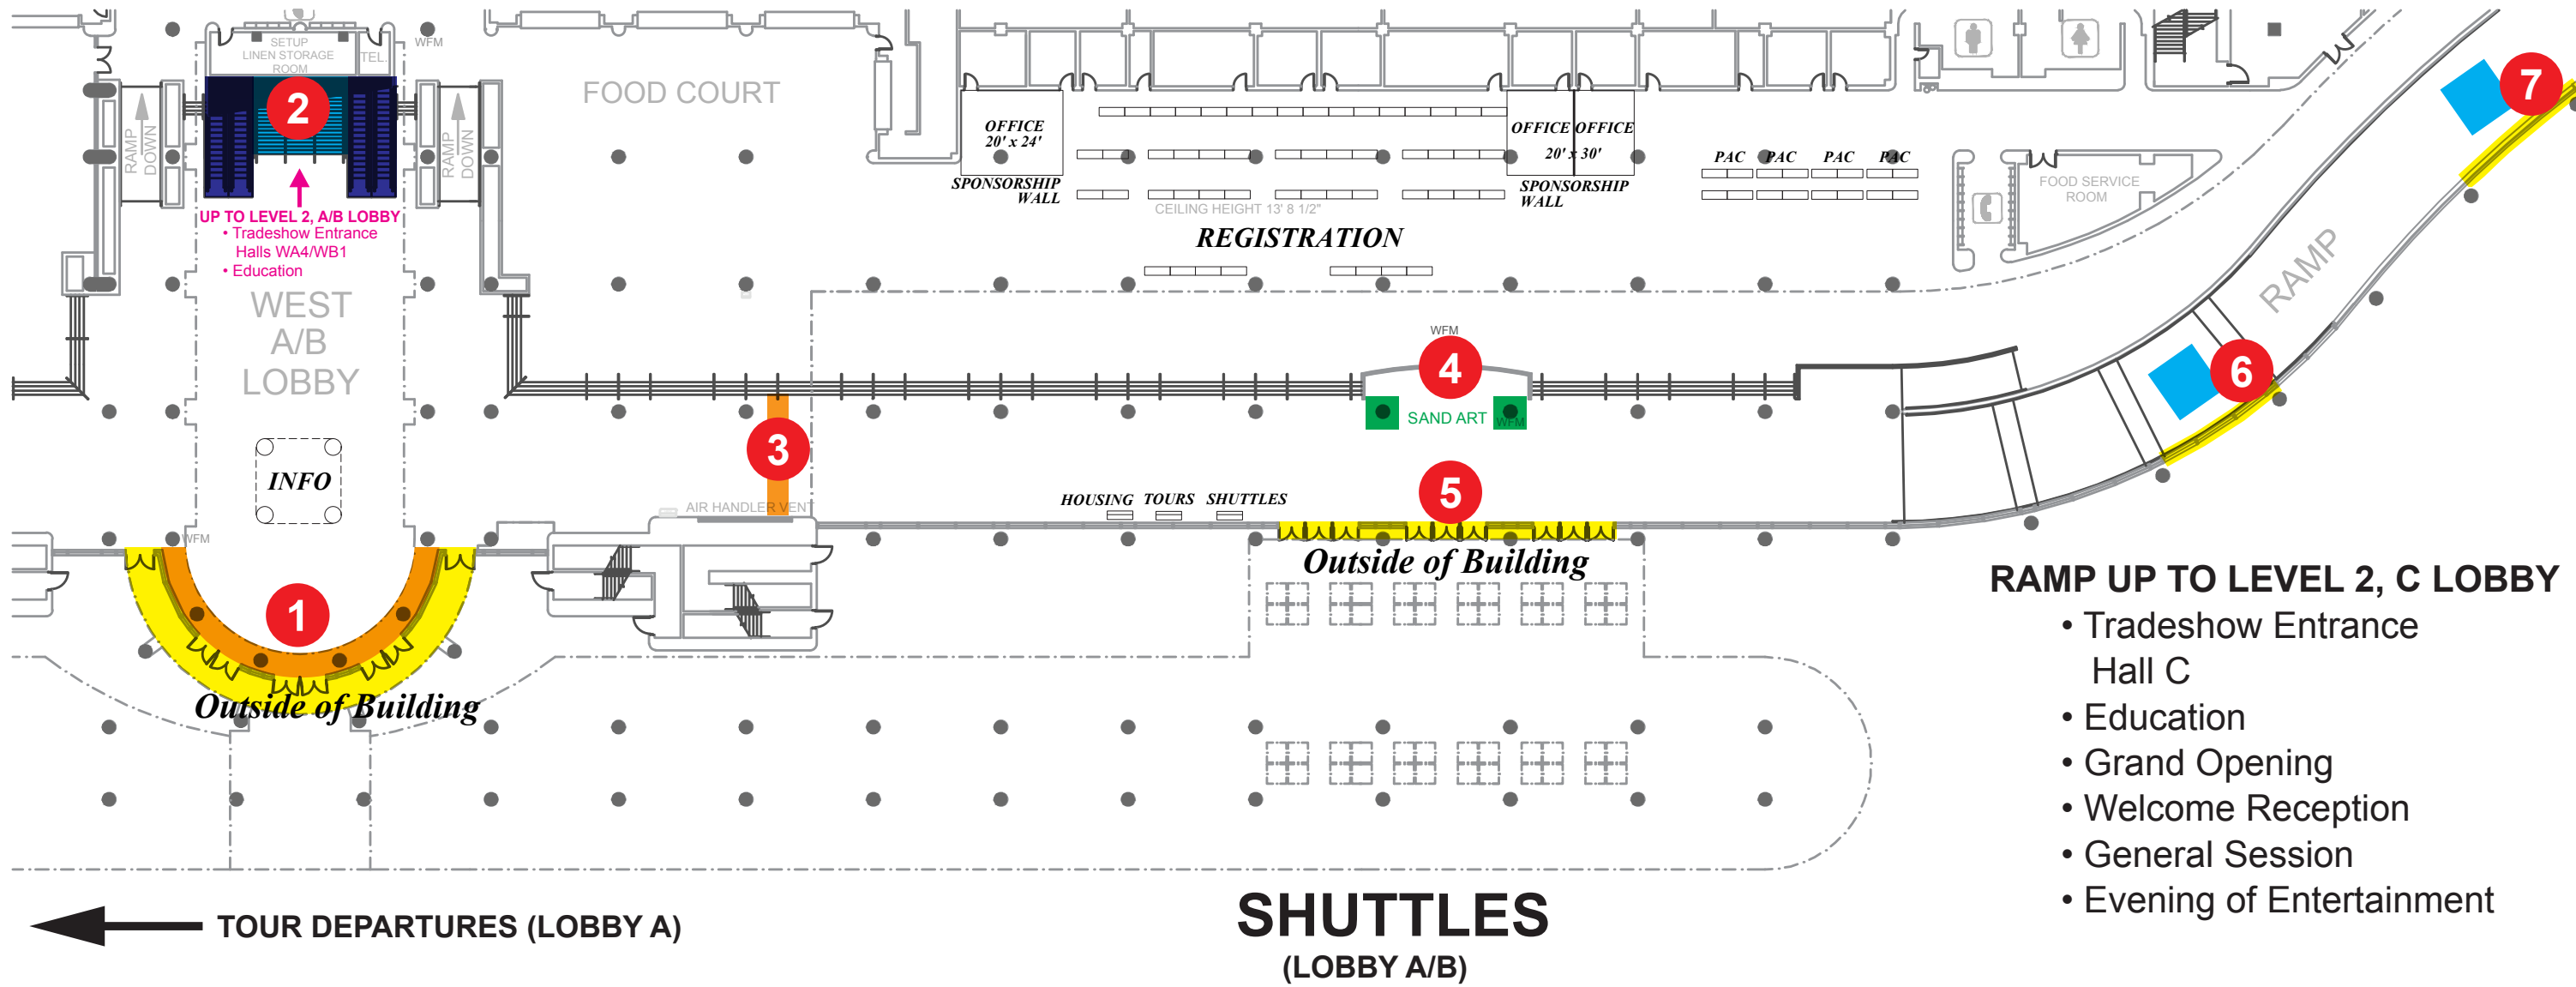 SETUP
LINEN STORAGE
ROOM
TEL.
WFM
2
RAMP
DOWN
RAMP
DOWN
UP TO LEVEL 2, A/B LOBBY
• Tradeshow Entrance
Halls WA4/WB1
• Education
WEST
A/B
LOBBY
INFO
WFM
1
Outside of Building
FOOD COURT
OFFICE
20' x 24'
SPONSORSHIP
WALL
OFFICE
OFFICE
20' x 30'
SPONSORSHIP
WALL
CEILING HEIGHT 13' 8 1/2"
REGISTRATION
PAC
PAC
PAC
PAC
FOOD SERVICE
ROOM
7
RAMP
6
WFM
4
SAND ART
WFM
3
AIR HANDLER VENT
HOUSING
TOURS
SHUTTLES
5
Outside of Building
RAMP UP TO LEVEL 2, C LOBBY
• Tradeshow Entrance
Hall C
• Education
• Grand Opening
• Welcome Reception
• General Session
• Evening of Entertainment
TOUR DEPARTURES (LOBBY A)
SHUTTLES
(LOBBY A/B)